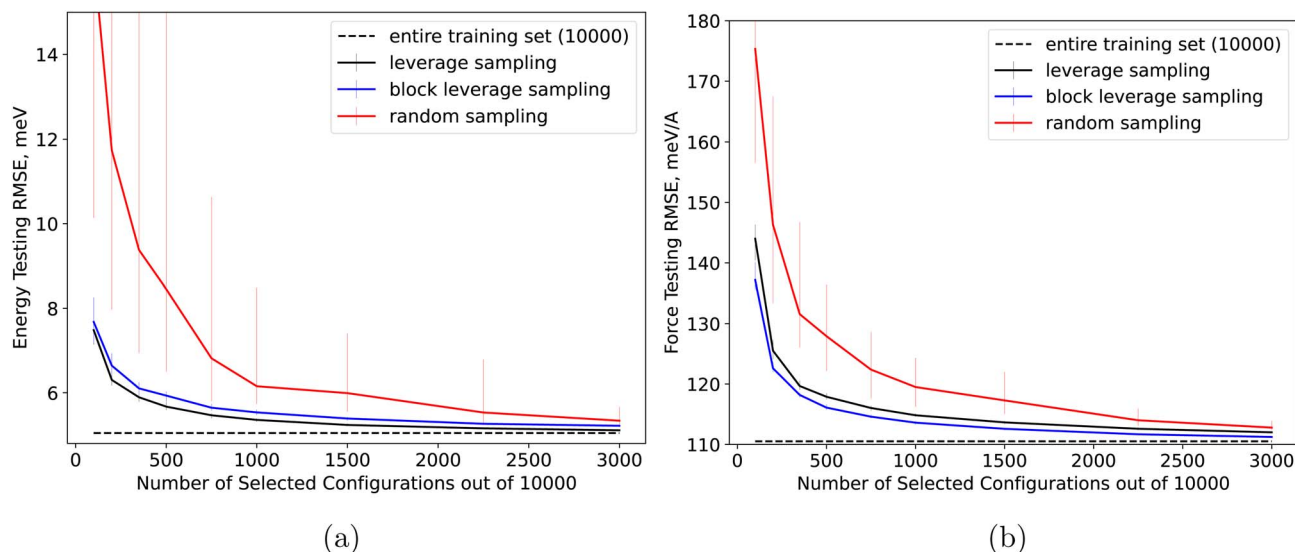 14
12
10
8
6
Energy Testing RMSE, meV
entire training set (10000)
leverage sampling
block leverage sampling
random sampling
0 500 1000 1500 2000 2500 3000
Number of Selected Configurations out of 10000
(a)
180
170
160
150
140
130
120
110
Force Testing RMSE, meV/A
entire training set (10000)
leverage sampling
block leverage sampling
random sampling
0 500 1000 1500 2000 2500 3000
Number of Selected Configurations out of 10000
(b)